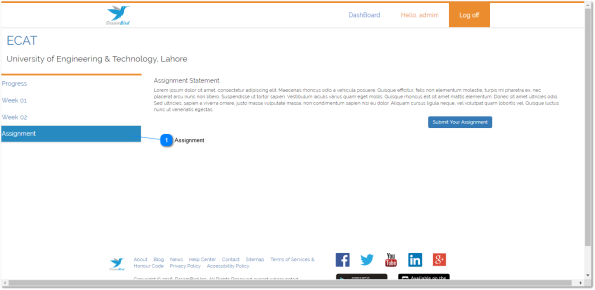 DashBoard
Hello, admin!
Log off
ECAT
University of Engineering & Technology, Lahore
Progress
Week 01
Week 02
Assignment
1 Assignment
Assignment Statement
Lorem ipsum dolor sit amet, consectetur adipiscing elit. Maecenas rhoncus odio a vehicula posuere. Quisque efficitur, felis non elementum molestie, turpis mi pharetra ex, nec
placerat arcu nunc non libero. Suspendisse ut tortor sapien. Vestibulum iaculis varius quam eget mollis. Quisque rhoncus elit sit amet mattis elementum. Donec sit amet ultricies odio.
Sed ultricies, sapien a viverra ornare, justo massa vulputate massa, non condimentum sapien nisi eu dolor. Aliquam cursus ligula neque, vel volutpat quam lobortis vel. Quisque luctus
nunc ut venenatis egestas.
Submit Your Assignment
About Blog News Help Center Contact Sitemap Terms of Services &
Honour Code Privacy Policy Accessibility Policy
You
Tube
in
g+
Available on the